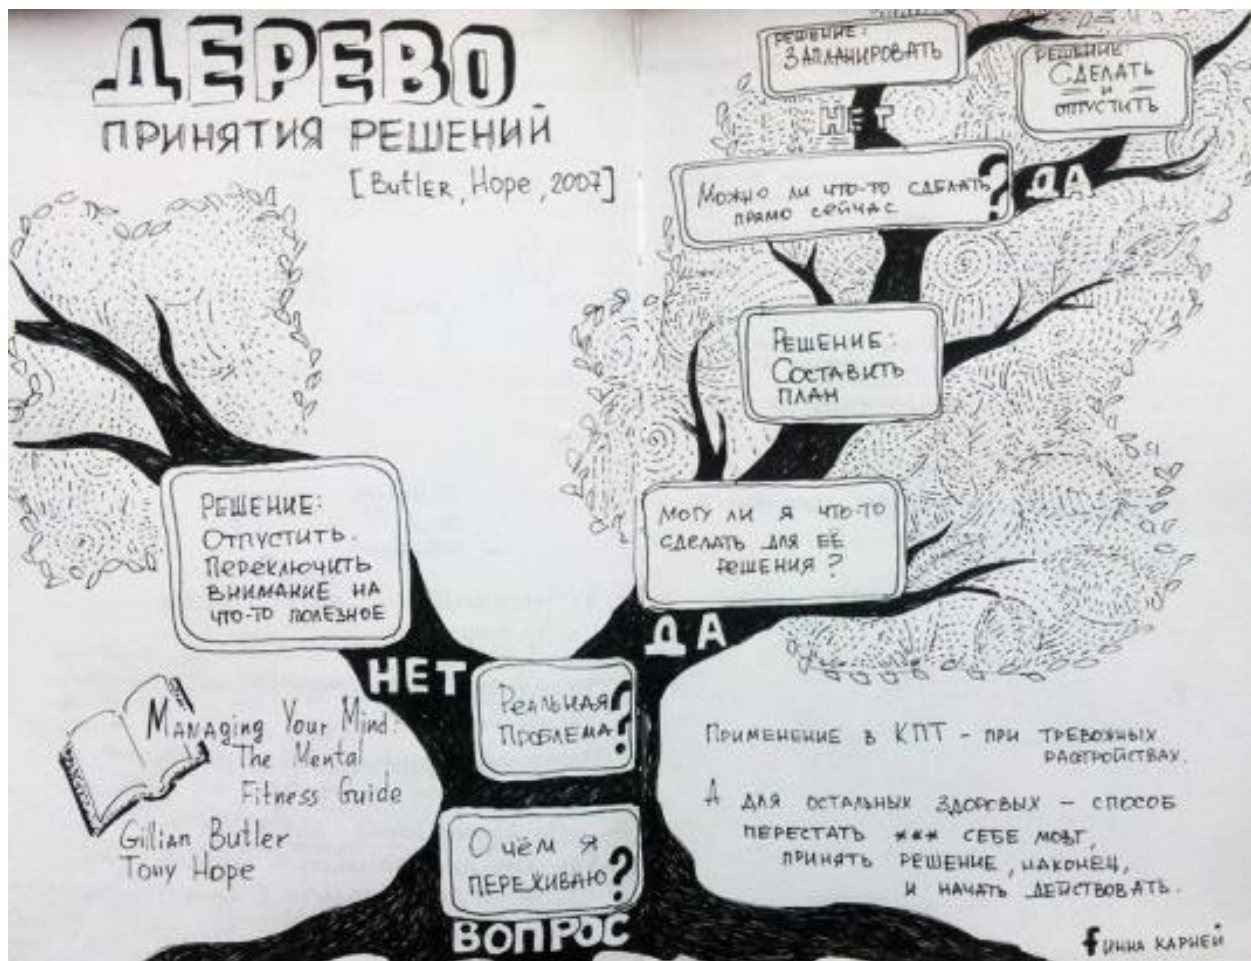 ДЕРЕВО
ПРИНЯТИЯ РЕШЕНИЙ
[Butler, Hope, 2007]
РЕШЕНИЕ:
ЗАПЛАНИРОВАТЬ
РЕШЕНИЕ:
СДЕЛАТЬ
И
ОТПУСТИТЬ
НЕТ
МОЖНО ЛИ ЧТО-ТО СДЕЛАТЬ
ПРЯМО СЕЙЧАС ?
ДА
РЕШЕНИЕ:
СОСТАВИТЬ
ПЛАН
МОГУ ЛИ Я ЧТО-ТО
СДЕЛАТЬ ДЛЯ ЕЁ
РЕШЕНИЯ ?
РЕШЕНИЕ:
ОТПУСТИТЬ.
ПЕРЕКЛЮЧИТЬ
ВНИМАНИЕ НА
ЧТО-ТО ПОЛЕЗНОЕ
НЕТ
ДА
РЕАЛЬНАЯ
ПРОБЛЕМА ?
О ЧЁМ Я
ПЕРЕЖИВАЮ ?
ВОПРОС
Managing Your Mind:
The Mental
Fitness Guide
Gillian Butler
Tony Hope
ПРИМЕНЕНИЕ В КПТ - ПРИ ТРЕВОЖНЫХ
РАСТРОЙСТВАХ.
А ДЛЯ ОСТАЛЬНЫХ ЗДОРОВЫХ - СПОСОБ
ПЕРЕСТАТЬ *** СЕБЕ МОЗГ,
ПРИНЯТЬ РЕШЕНИЕ, НАКОНЕЦ,
И НАЧАТЬ ДЕЙСТВОВАТЬ.
f ИННА КАРНЕЙ